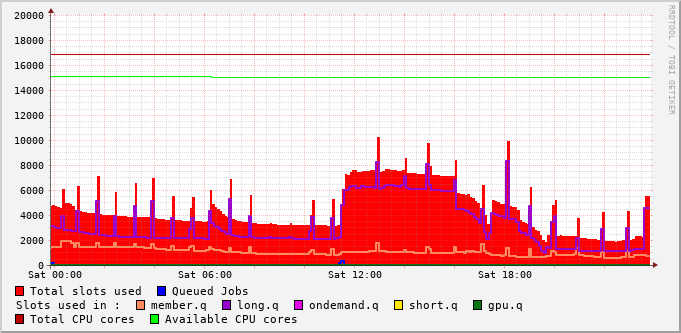 20000
18000
16000
14000
12000
10000
8000
6000
4000
2000
0
Sat 00:00 Sat 06:00 Sat 12:00 Sat 18:00
RRDTOOL / TOBI OETIKER
Total slots used Queued Jobs
Slots used in : member.q long.q ondemand.q short.q gpu.q
Total CPU cores Available CPU cores